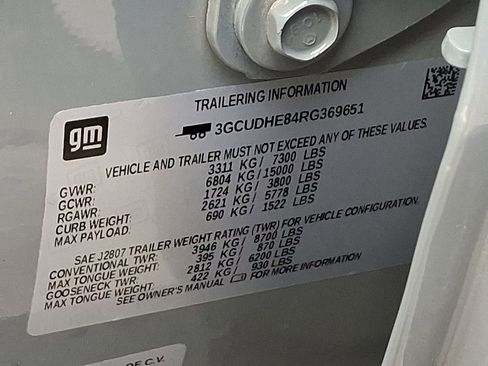 TRAILERING INFORMATION
gm
3GCUDHE84RG369651
VEHICLE AND TRAILER MUST NOT EXCEED ANY OF THESE VALUES.
GVWR: 3311 KG/ 7300 LBS
GCWR: 6804 KG/15000 LBS
RGAWR: 1724 KG/ 3800 LBS
CURB WEIGHT: 2621 KG/ 5778 LBS
MAX PAYLOAD: 690 KG/ 1522 LBS
SAE J2807 TRAILER WEIGHT RATING (TWR) FOR VEHICLE CONFIGURATION.
CONVENTIONAL TWR: 3946 KG/ 8700 LBS
MAX TONGUE WEIGHT: 395 KG/ 870 LBS
GOOSENECK TWR: 2812 KG/ 6200 LBS
MAX TONGUE WEIGHT: 422 KG/ 930 LBS
SEE OWNER'S MANUAL FOR MORE INFORMATION
DE C.V.